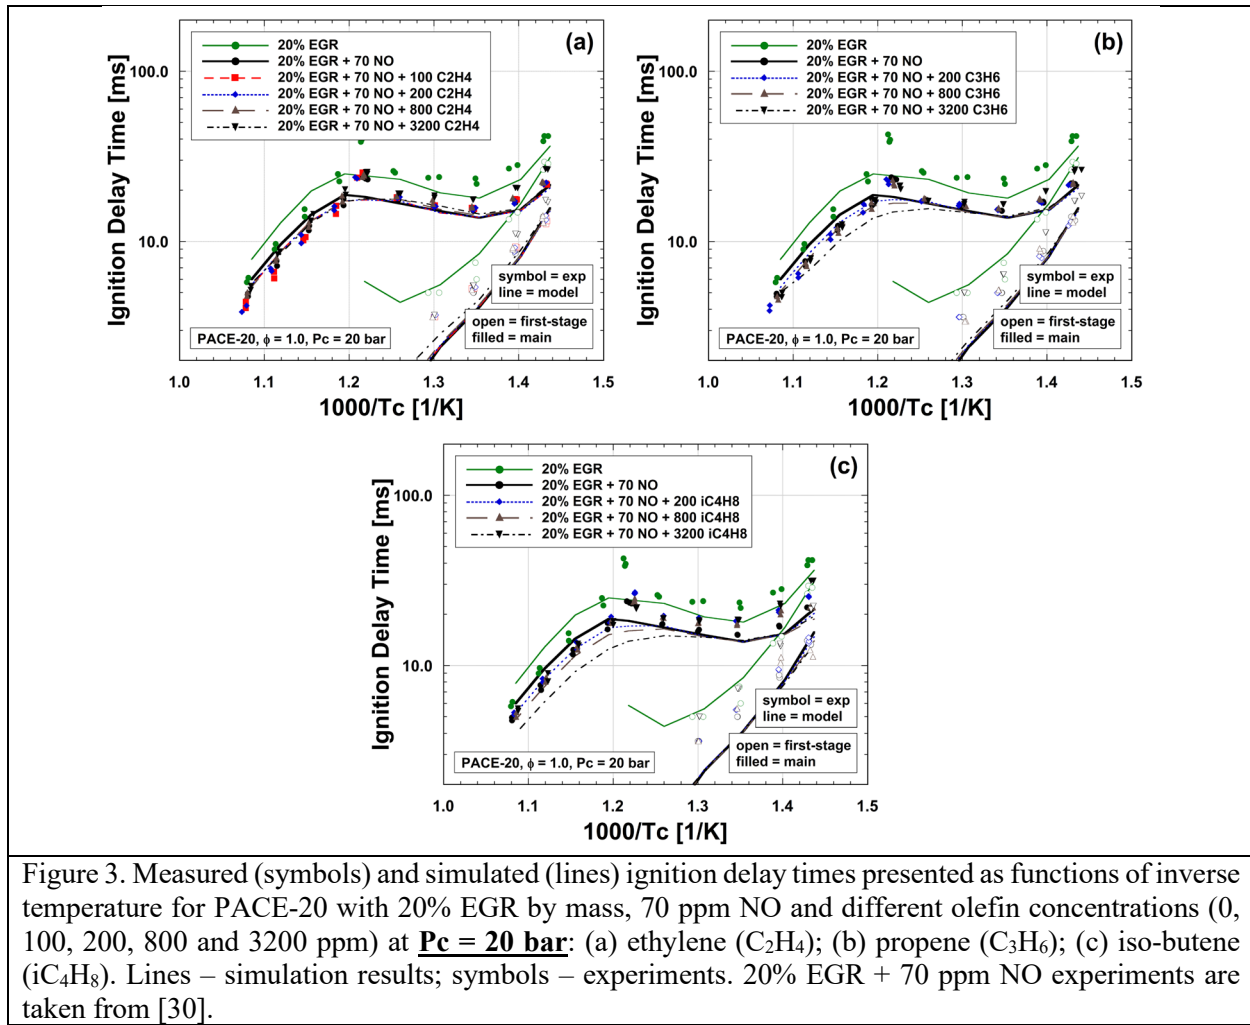 (a)
20% EGR
20% EGR + 70 NO
20% EGR + 70 NO + 100 C2H4
20% EGR + 70 NO + 200 C2H4
20% EGR + 70 NO + 800 C2H4
20% EGR + 70 NO + 3200 C2H4
Ignition Delay Time [ms]
100.0
10.0
symbol = exp
line = model
open = first-stage
filled = main
PACE-20, ϕ = 1.0, Pc = 20 bar
1.0 1.1 1.2 1.3 1.4 1.5
1000/Tc [1/K]
(b)
20% EGR
20% EGR + 70 NO
20% EGR + 70 NO + 200 C3H6
20% EGR + 70 NO + 800 C3H6
20% EGR + 70 NO + 3200 C3H6
Ignition Delay Time [ms]
100.0
10.0
symbol = exp
line = model
open = first-stage
filled = main
PACE-20, ϕ = 1.0, Pc = 20 bar
1.0 1.1 1.2 1.3 1.4 1.5
1000/Tc [1/K]
(c)
20% EGR
20% EGR + 70 NO
20% EGR + 70 NO + 200 iC4H8
20% EGR + 70 NO + 800 iC4H8
20% EGR + 70 NO + 3200 iC4H8
Ignition Delay Time [ms]
100.0
10.0
symbol = exp
line = model
open = first-stage
filled = main
PACE-20, ϕ = 1.0, Pc = 20 bar
1.0 1.1 1.2 1.3 1.4 1.5
1000/Tc [1/K]
Figure 3. Measured (symbols) and simulated (lines) ignition delay times presented as functions of inverse
temperature for PACE-20 with 20% EGR by mass, 70 ppm NO and different olefin concentrations (0,
100, 200, 800 and 3200 ppm) at Pc = 20 bar: (a) ethylene (C₂H₄); (b) propene (C₃H₆); (c) iso-butene
(iC₄H₈). Lines – simulation results; symbols – experiments. 20% EGR + 70 ppm NO experiments are
taken from [30].